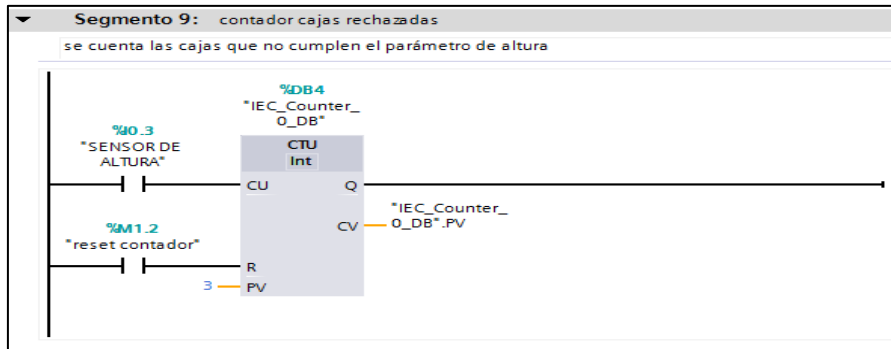 Segmento 9: contador cajas rechazadas
se cuenta las cajas que no cumplen el parámetro de altura
%DB4
"IEC_Counter_
0_DB"
%I0.3
"SENSOR DE
ALTURA"
CTU
Int
CU
Q
"IEC_Counter_
0_DB".PV
CV
%M1.2
"reset contador"
R
3
PV